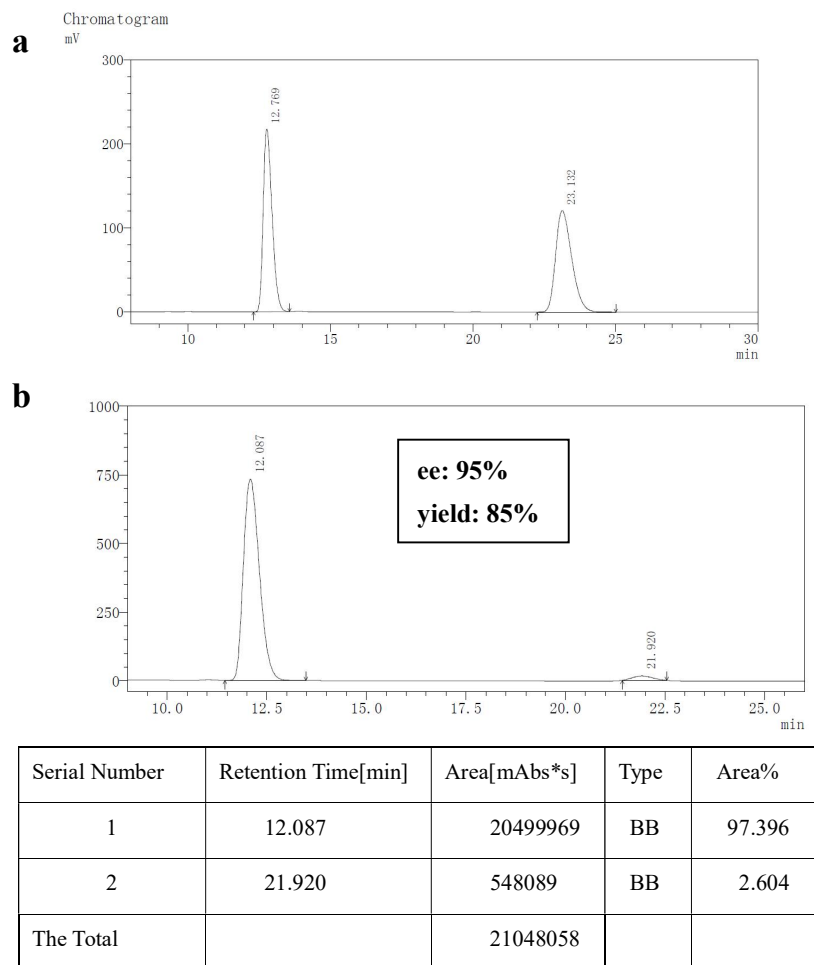 Chromatogram
a
mV
300
200
100
0
12.769
23.132
10 15 20 25 30
min
b
1000
750
500
250
0
12.087
21.920
ee: 95%
yield: 85%
10.0 12.5 15.0 17.5 20.0 22.5 25.0
min
Serial Number Retention Time[min] Area[mAbs*s] Type Area%
1 12.087 20499969 BB 97.396
2 21.920 548089 BB 2.604
The Total 21048058